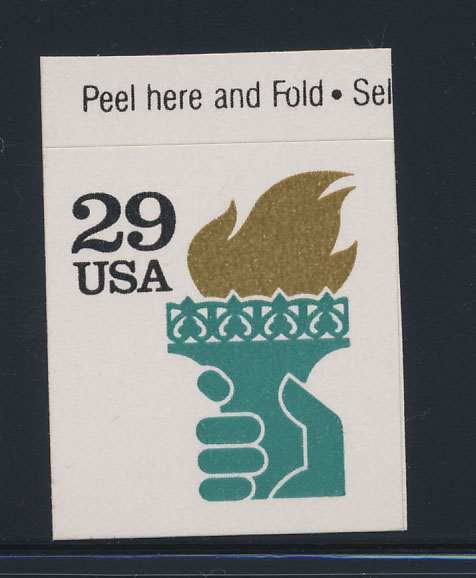 Peel here and Fold • Sel
29
USA